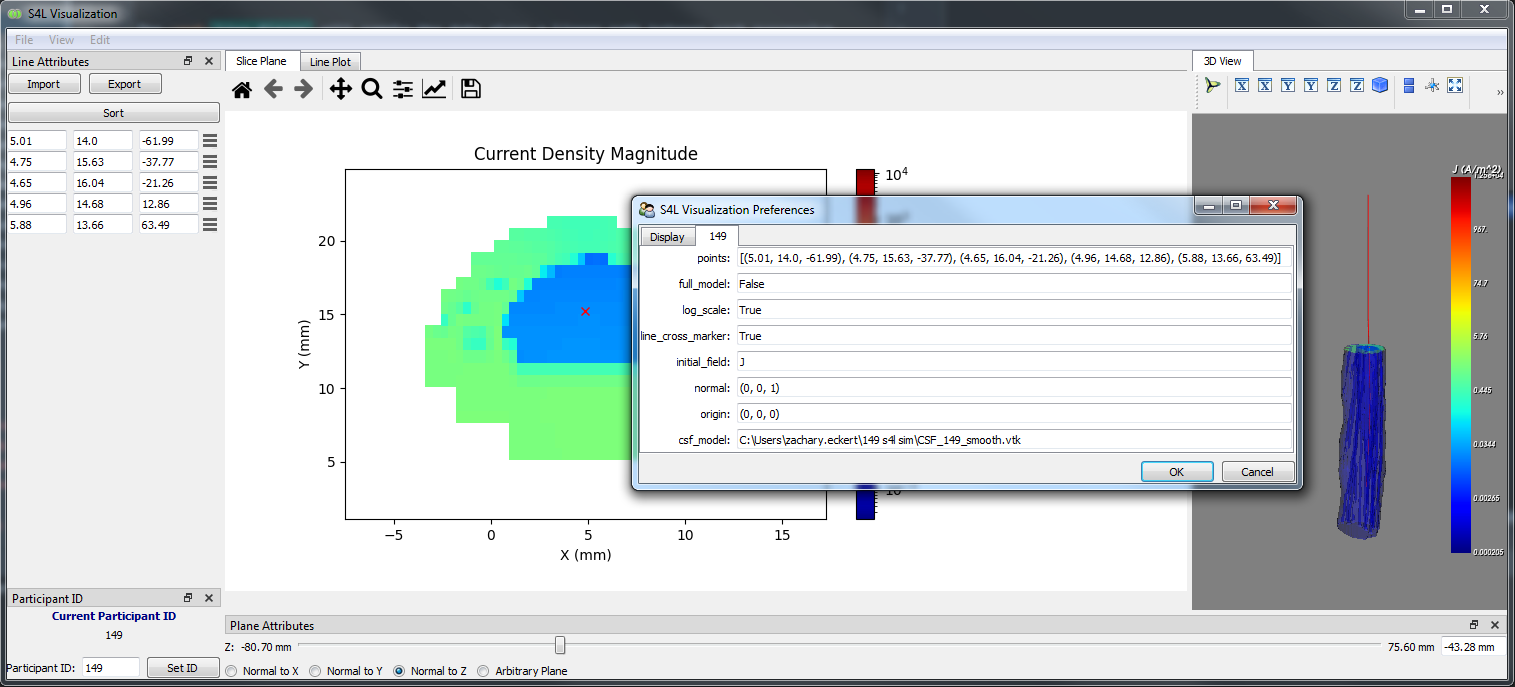 S4L Visualization
File View Edit
Line Attributes
Import Export
Sort
5.01 14.0 -61.99
4.75 15.63 -37.77
4.65 16.04 -21.26
4.96 14.68 12.86
5.88 13.66 63.49
Participant ID
Current Participant ID
149
Participant ID: 149 Set ID
Slice Plane Line Plot
Current Density Magnitude
10^4
20
15
10
5
Y (mm)
−5 0 5 10 15
X (mm)
S4L Visualization Preferences
Display 149
points: [(5.01, 14.0, -61.99), (4.75, 15.63, -37.77), (4.65, 16.04, -21.26), (4.96, 14.68, 12.86), (5.88, 13.66, 63.49)]
full_model: False
log_scale: True
line_cross_marker: True
initial_field: J
normal: (0, 0, 1)
origin: (0, 0, 0)
csf_model: C:\Users\zachary.eckert\149 s4l sim\CSF_149_smooth.vtk
OK Cancel
3D View
X X Y Y Z Z
J (A/m^2)
967.
74.7
5.76
0.445
0.0344
0.00265
0.000205
Plane Attributes
Z: -80.70 mm 75.60 mm -43.28 mm
Normal to X Normal to Y Normal to Z Arbitrary Plane